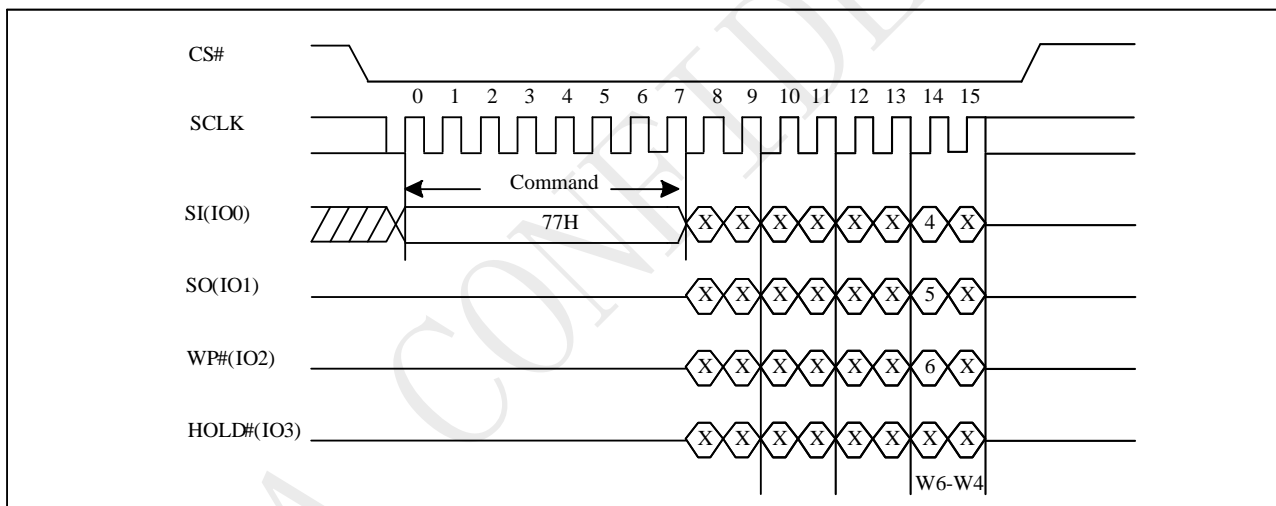 CS#
0 1 2 3 4 5 6 7 8 9 10 11 12 13 14 15
SCLK
Command
SI(IO0) 77H X X X X X X 4 X
SO(IO1) X X X X X X 5 X
WP#(IO2) X X X X X X 6 X
HOLD#(IO3) X X X X X X X X
W6-W4